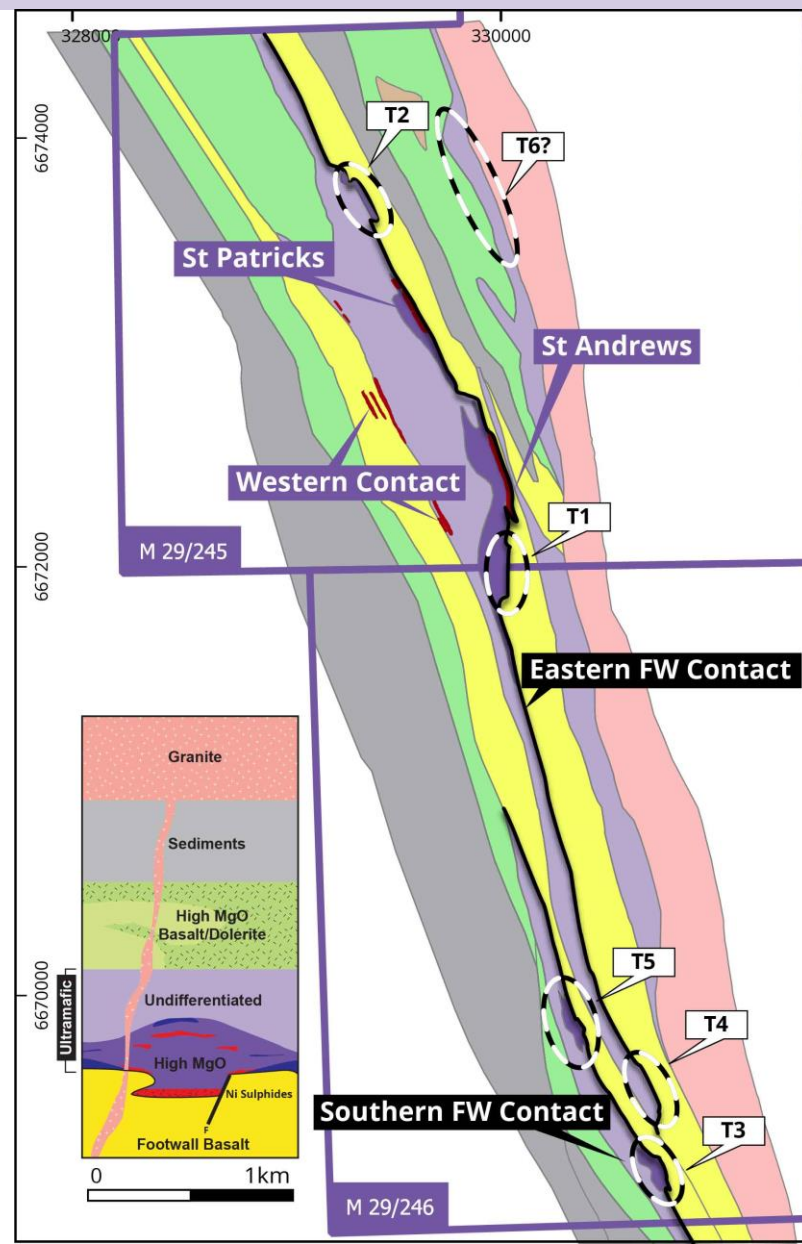 328000
330000
6674000
T2
T6?
St Patricks
St Andrews
Western Contact
T1
M 29/245
6672000
Eastern FW Contact
Granite
Sediments
High MgO
Basalt/Dolerite
Undifferentiated
Ultramafic
High MgO
Ni Sulphides
F
Footwall Basalt
0
1km
6670000
T5
T4
Southern FW Contact
T3
M 29/246